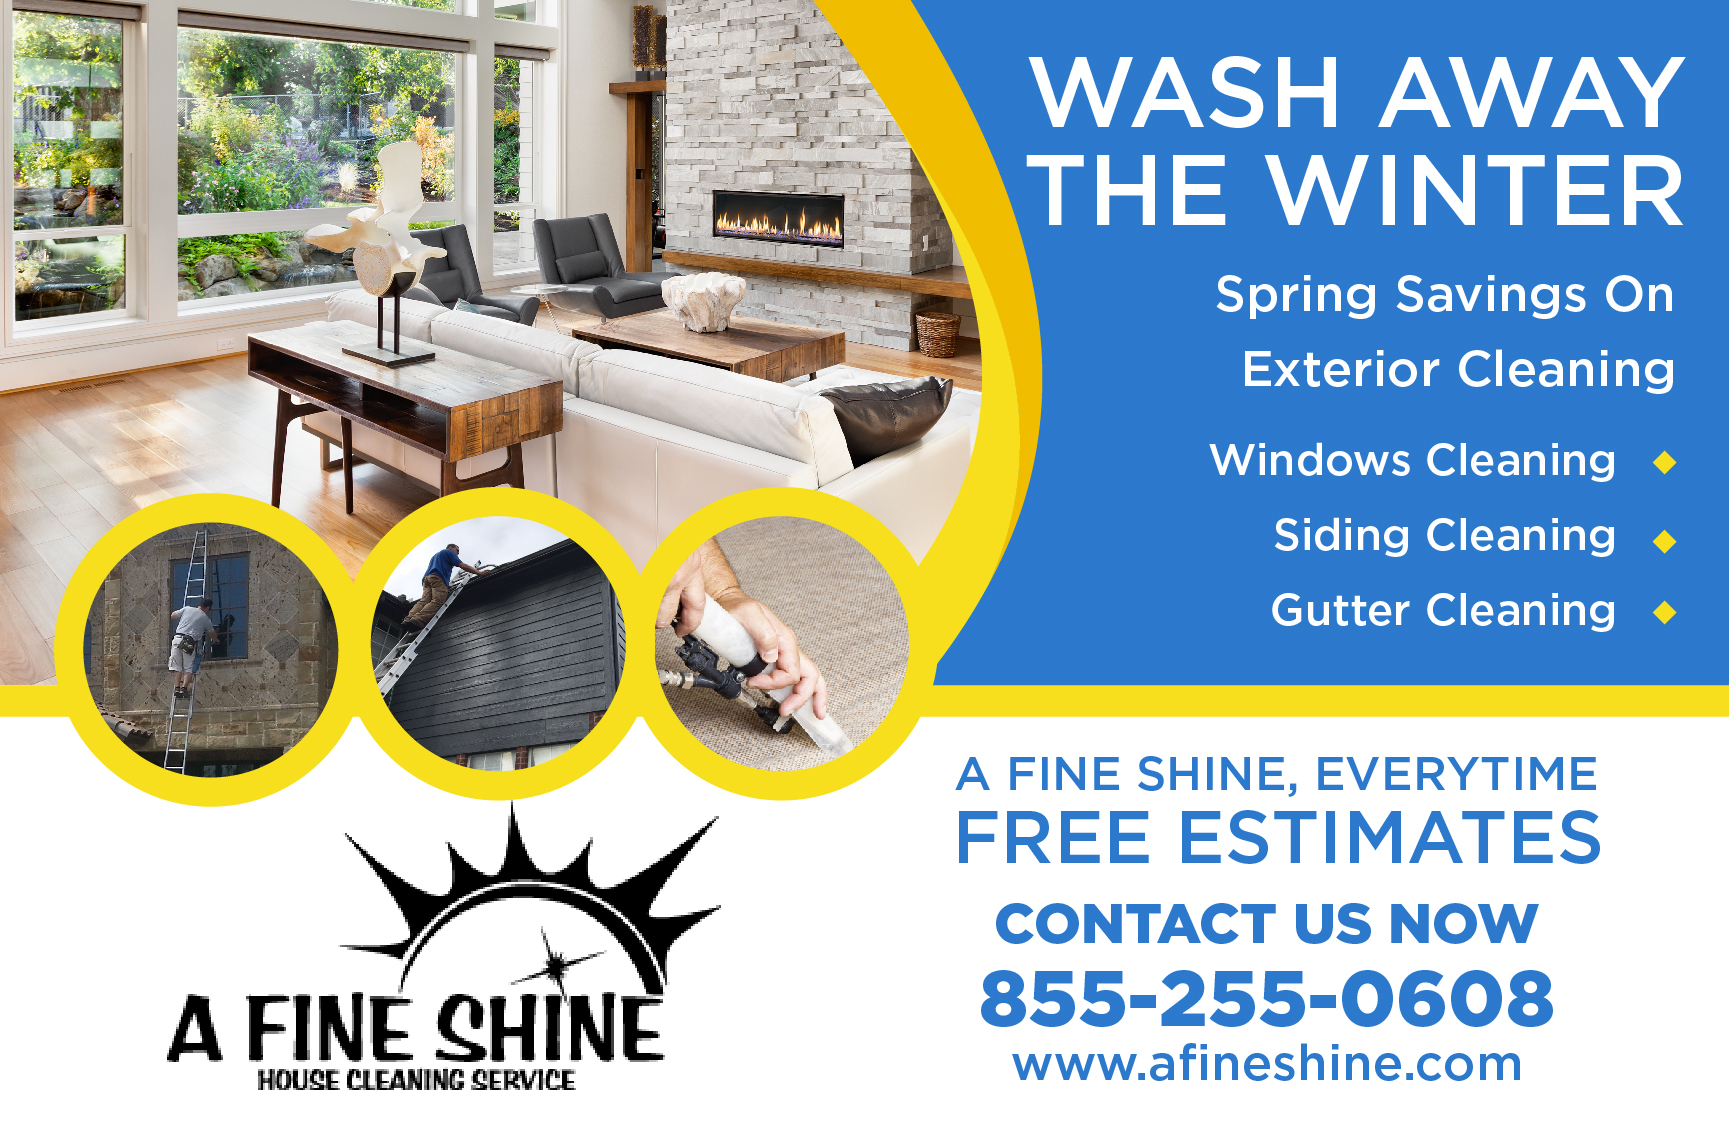 WASH AWAY
THE WINTER
Spring Savings On
Exterior Cleaning
Windows Cleaning
Siding Cleaning
Gutter Cleaning
A FINE SHINE, EVERYTIME
FREE ESTIMATES
CONTACT US NOW
855-255-0608
www.afineshine.com
A FINE SHINE
HOUSE CLEANING SERVICE